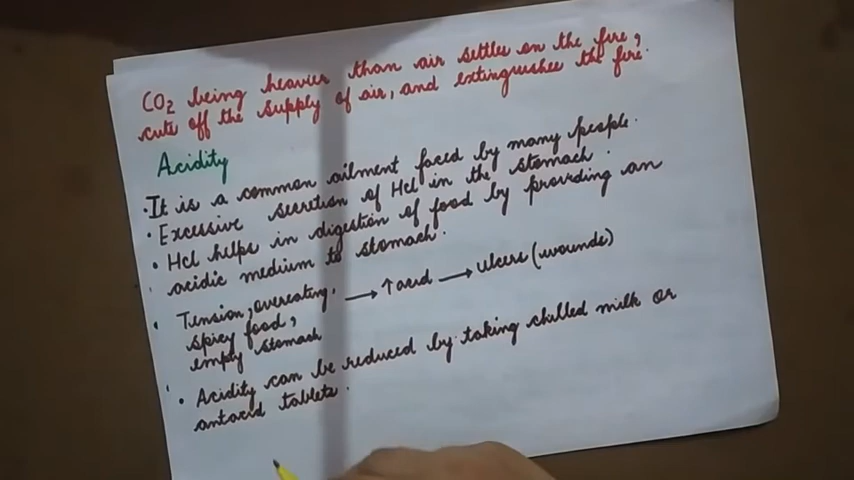 CO2 being heavier than air settles on the fire,
cuts off the supply of air, and extinguishes the fire.
Acidity
• It is a common ailment faced by many people.
• Excessive secretion of Hcl in the stomach.
• Hcl helps in digestion of food by providing an
acidic medium to stomach.
• Tension, overeating, → ↑ acid → ulcers (wounds)
spicy food,
empty stomach
• Acidity can be reduced by taking chilled milk or
antacid tablets.